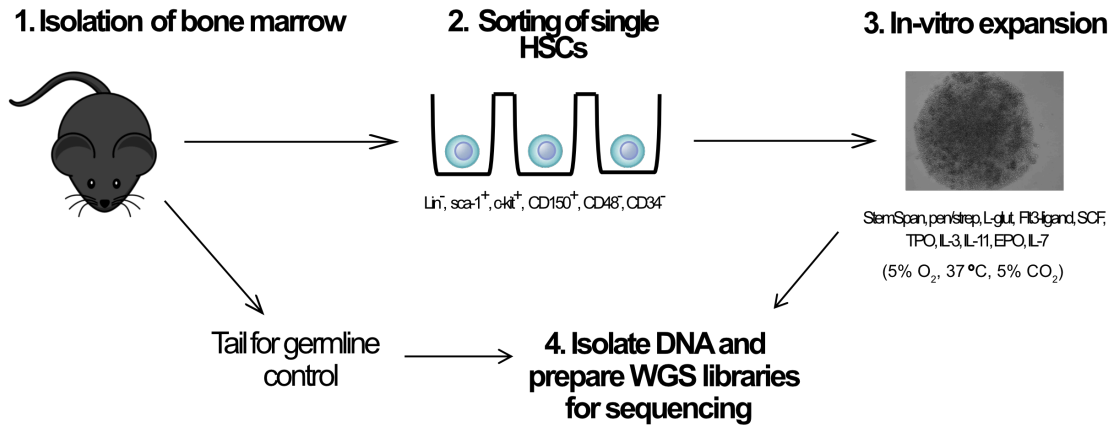 1. Isolation of bone marrow
2. Sorting of single
HSCs
3. In-vitro expansion
Lin⁻, sca-1⁺, c-kit⁺, CD150⁺, CD48⁻, CD34⁻
StemSpan, pen/strep, L-glut, Flt3-ligand, SCF,
TPO, IL-3, IL-11, EPO, IL-7
(5% O₂, 37 ºC, 5% CO₂)
Tail for germline
control
4. Isolate DNA and
prepare WGS libraries
for sequencing